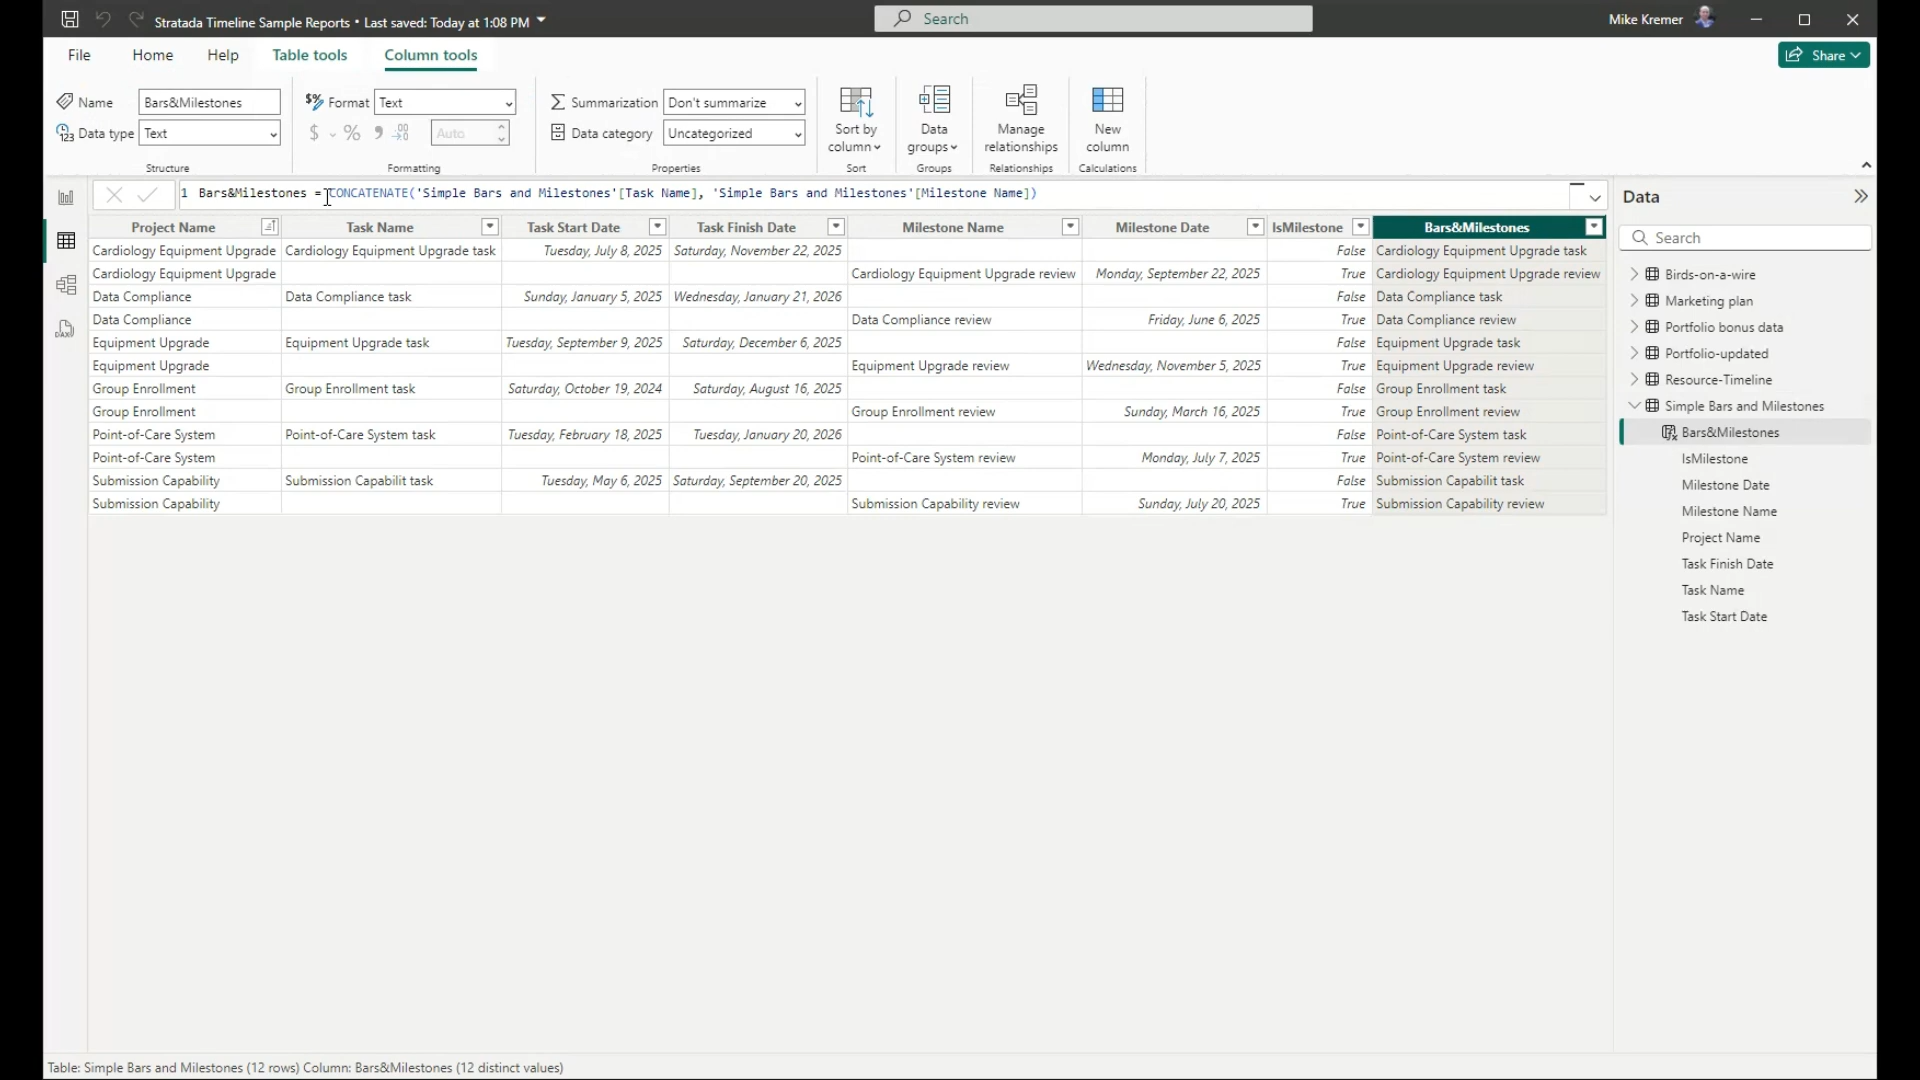 Stratada Timeline Sample Reports • Last saved: Today at 1:08 PM
Search
Mike Kremer
File Home Help Table tools Column tools
Share
Name Bars&Milestones
Data type Text
Structure
Format Text
$ % Auto
Formatting
Summarization Don't summarize
Data category Uncategorized
Properties
Sort by column
Sort
Data groups
Groups
Manage relationships
Relationships
New column
Calculations
1 Bars&Milestones = CONCATENATE('Simple Bars and Milestones'[Task Name], 'Simple Bars and Milestones'[Milestone Name])
Project Name Task Name Task Start Date Task Finish Date Milestone Name Milestone Date IsMilestone Bars&Milestones
Cardiology Equipment Upgrade Cardiology Equipment Upgrade task Tuesday, July 8, 2025 Saturday, November 22, 2025 False Cardiology Equipment Upgrade task
Cardiology Equipment Upgrade Cardiology Equipment Upgrade review Monday, September 22, 2025 True Cardiology Equipment Upgrade review
Data Compliance Data Compliance task Sunday, January 5, 2025 Wednesday, January 21, 2026 False Data Compliance task
Data Compliance Data Compliance review Friday, June 6, 2025 True Data Compliance review
Equipment Upgrade Equipment Upgrade task Tuesday, September 9, 2025 Saturday, December 6, 2025 False Equipment Upgrade task
Equipment Upgrade Equipment Upgrade review Wednesday, November 5, 2025 True Equipment Upgrade review
Group Enrollment Group Enrollment task Saturday, October 19, 2024 Saturday, August 16, 2025 False Group Enrollment task
Group Enrollment Group Enrollment review Sunday, March 16, 2025 True Group Enrollment review
Point-of-Care System Point-of-Care System task Tuesday, February 18, 2025 Tuesday, January 20, 2026 False Point-of-Care System task
Point-of-Care System Point-of-Care System review Monday, July 7, 2025 True Point-of-Care System review
Submission Capability Submission Capabilit task Tuesday, May 6, 2025 Saturday, September 20, 2025 False Submission Capabilit task
Submission Capability Submission Capability review Sunday, July 20, 2025 True Submission Capability review
Data
Search
Birds-on-a-wire
Marketing plan
Portfolio bonus data
Portfolio-updated
Resource-Timeline
Simple Bars and Milestones
Bars&Milestones
IsMilestone
Milestone Date
Milestone Name
Project Name
Task Finish Date
Task Name
Task Start Date
Table: Simple Bars and Milestones (12 rows) Column: Bars&Milestones (12 distinct values)